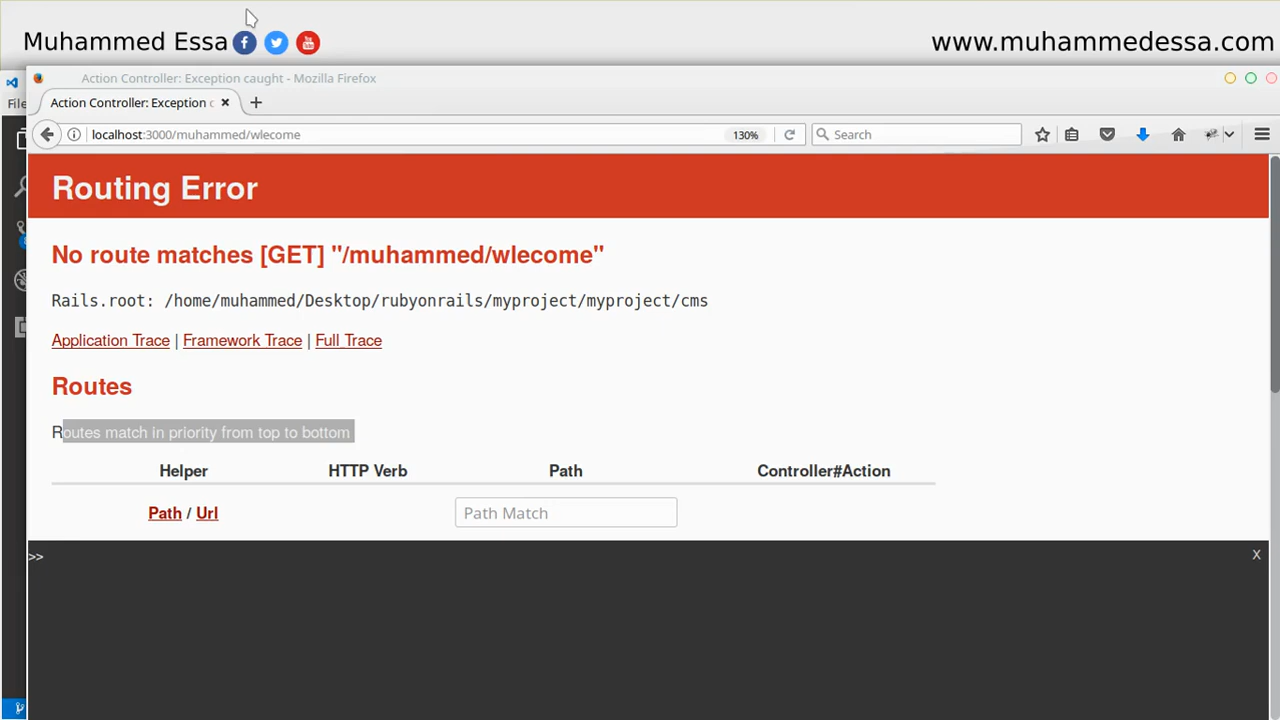 Muhammed Essa
www.muhammedessa.com
Action Controller: Exception caught - Mozilla Firefox
File
Action Controller: Exception c
localhost:3000/muhammed/wlecome
130%
Search
Routing Error
No route matches [GET] "/muhammed/wlecome"
Rails.root: /home/muhammed/Desktop/rubyonrails/myproject/myproject/cms
Application Trace | Framework Trace | Full Trace
Routes
Routes match in priority from top to bottom
Helper HTTP Verb Path Controller#Action
Path / Url Path Match
>> X